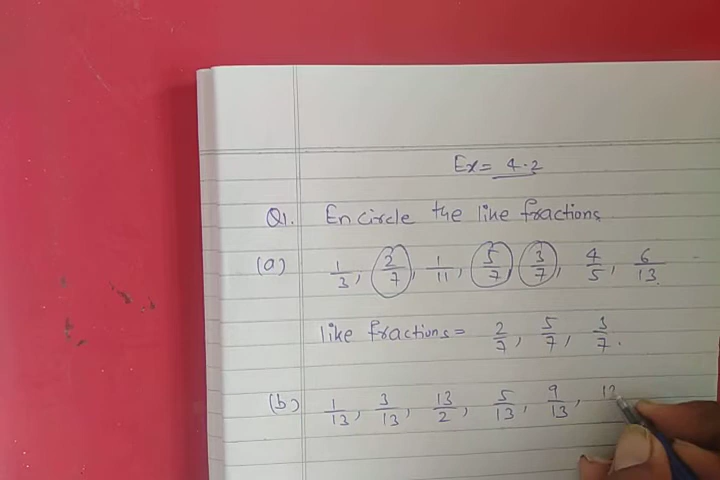 Ex= 4.2
Q1. Encircle the like fractions
(a) 1/3, 2/7, 1/11, 5/7, 3/7, 4/5, 6/13.
like fractions = 2/7, 5/7, 3/7.
(b) 1/13, 3/13, 13/2, 5/13, 9/13,